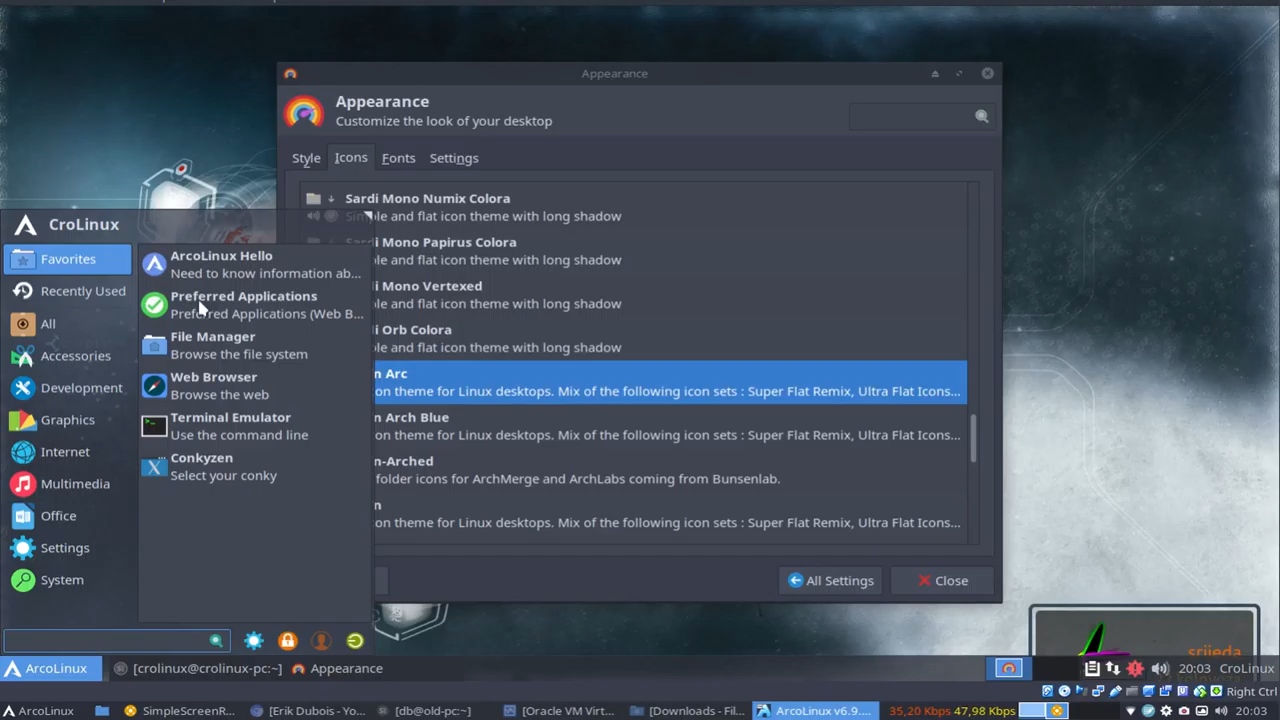 Appearance
Appearance
Customize the look of your desktop
Style
Icons
Fonts
Settings
Sardi Mono Numix Colora
Simple and flat icon theme with long shadow
di Mono Papirus Colora
ple and flat icon theme with long shadow
di Mono Vertexed
ple and flat icon theme with long shadow
di Orb Colora
ple and flat icon theme with long shadow
n Arc
on theme for Linux desktops. Mix of the following icon sets : Super Flat Remix, Ultra Flat Icons...
n Arch Blue
on theme for Linux desktops. Mix of the following icon sets : Super Flat Remix, Ultra Flat Icons...
n-Arched
folder icons for ArchMerge and ArchLabs coming from Bunsenlab.
n
on theme for Linux desktops. Mix of the following icon sets : Super Flat Remix, Ultra Flat Icons...
All Settings
Close
CroLinux
Favorites
Recently Used
All
Accessories
Development
Graphics
Internet
Multimedia
Office
Settings
System
ArcoLinux Hello
Need to know information ab...
Preferred Applications
Preferred Applications (Web B...
File Manager
Browse the file system
Web Browser
Browse the web
Terminal Emulator
Use the command line
Conkyzen
Select your conky
srijeda
ArcoLinux
[crolinux@crolinux-pc:~]
Appearance
20:03 CroLinux
Right Ctrl
ArcoLinux
SimpleScreenR...
[Erik Dubois - Yo...
[db@old-pc:~]
[Oracle VM Virt...
[Downloads - Fil...
ArcoLinux v6.9....
35,20 Kbps 47,98 Kbps
20:03